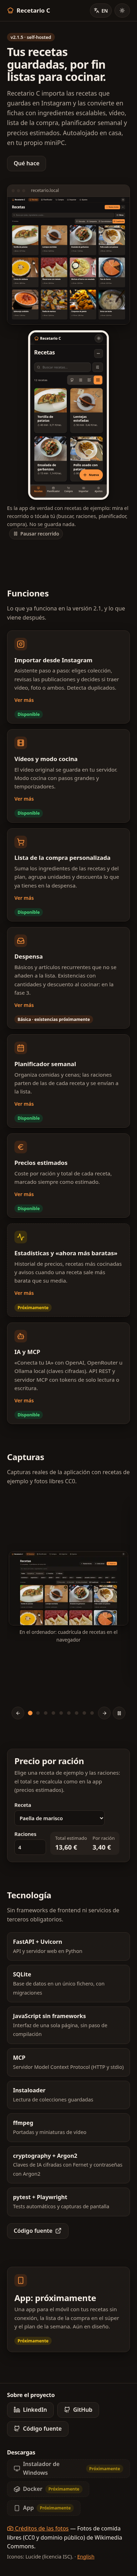 Recetario C
EN
v2.1.5 · self-hosted
Tus recetas
guardadas, por fin
listas para cocinar.
Recetario C importa las recetas que
guardas en Instagram y las convierte en
fichas con ingredientes escalables, vídeo,
lista de la compra, planificador semanal y
precios estimados. Autoalojado en casa,
en tu propio miniPC.
Qué hace
recetario.local
Recetas
Recetario C
Recetas
Ensalada de
garbanzos
En la app de verdad con recetas de ejemplo: mira el
recorrido o tócala tú (buscar, raciones, planificador,
compra). No se guarda nada.
Pausar recorrido
Funciones
Lo que ya funciona en la versión 2.1, y lo que
viene después.
Importar desde Instagram
Asistente paso a paso: eliges colección,
revisas las publicaciones y decides si traer
vídeo, foto o ambos. Detecta duplicados.
Ver más
Disponible
Vídeos y modo cocina
El vídeo original se guarda en tu servidor.
Modo cocina con pasos grandes y
temporizadores.
Ver más
Disponible
Lista de la compra personalizada
Suma los ingredientes de las recetas y del
plan, agrupa cantidades y descuenta lo que
ya tienes en la despensa.
Ver más
Disponible
Despensa
Básicos y artículos recurrentes que no se
añaden a la lista. Existencias con
cantidades y descuento al cocinar: en la
fase 3.
Ver más
Básica · existencias próximamente
Planificador semanal
Organiza comidas y cenas; las raciones
parten de las de cada receta y se envían a
la lista.
Ver más
Disponible
Precios estimados
Coste por ración y total de cada receta,
marcado siempre como estimado.
Ver más
Disponible
Estadísticas y «ahora más baratas»
Historial de precios, recetas más cocinadas
y avisos cuando una receta sale más
barata que su media.
Ver más
Próximamente
IA y MCP
«Conecta tu IA» con OpenAI, OpenRouter u
Ollama local (claves cifradas). API REST y
servidor MCP con tokens de solo lectura o
escritura.
Ver más
Disponible
Capturas
Capturas reales de la aplicación con recetas de
ejemplo y fotos libres CC0.
En el ordenador: cuadrícula de recetas en el
navegador
Precio por ración
Elige una receta de ejemplo y las raciones:
el total se recalcula como en la app
(precios estimados).
Receta
Paella de marisco
Raciones
4
Total estimado
13,60 €
Por ración
3,40 €
Tecnología
Sin frameworks de frontend ni servicios de
terceros obligatorios.
FastAPI + Uvicorn
API y servidor web en Python
SQLite
Base de datos en un único fichero, con
migraciones
JavaScript sin frameworks
Interfaz de una sola página, sin paso de
compilación
MCP
Servidor Model Context Protocol (HTTP y stdio)
Instaloader
Lectura de colecciones guardadas
ffmpeg
Portadas y miniaturas de vídeo
cryptography + Argon2
Claves de IA cifradas con Fernet y contraseñas
con Argon2
pytest + Playwright
Tests automáticos y capturas de pantalla
Código fuente
App: próximamente
Una app para el móvil con tus recetas sin
conexión, la lista de la compra en el súper
y el plan de la semana. Aún en diseño.
Próximamente
Sobre el proyecto
LinkedIn
GitHub
Código fuente
Descargas
Instalador de
Windows
Próximamente
Docker
Próximamente
App
Próximamente
Créditos de las fotos — Fotos de comida
libres (CC0 y dominio público) de Wikimedia
Commons.
Iconos: Lucide (licencia ISC). English